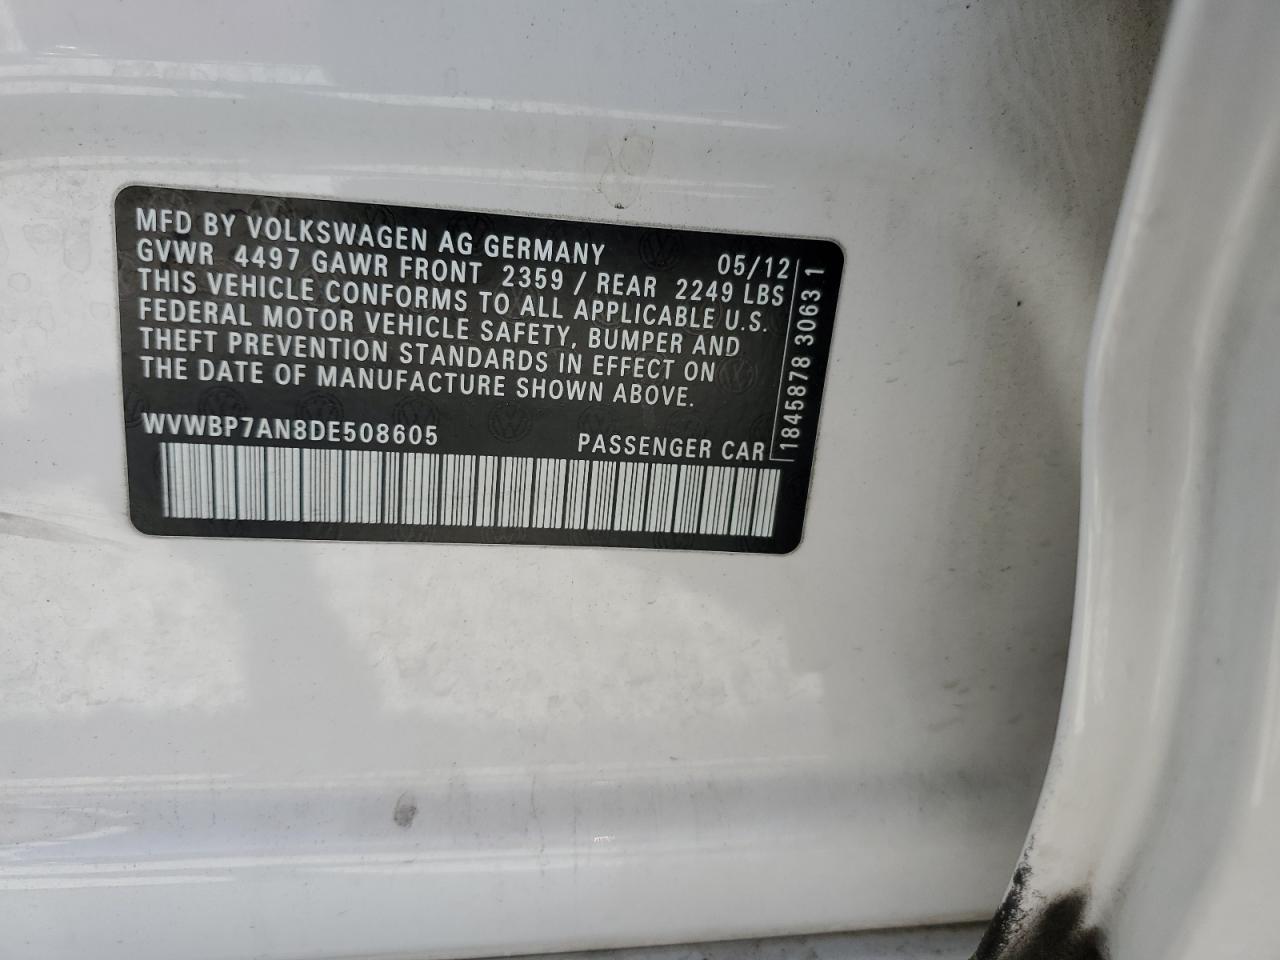 MFD BY VOLKSWAGEN AG GERMANY 05/12
GVWR 4497 GAWR FRONT 2359 / REAR 2249 LBS
THIS VEHICLE CONFORMS TO ALL APPLICABLE U.S.
FEDERAL MOTOR VEHICLE SAFETY, BUMPER AND
THEFT PREVENTION STANDARDS IN EFFECT ON
THE DATE OF MANUFACTURE SHOWN ABOVE.
WVWBP7AN8DE508605 PASSENGER CAR
1845878 3063 1